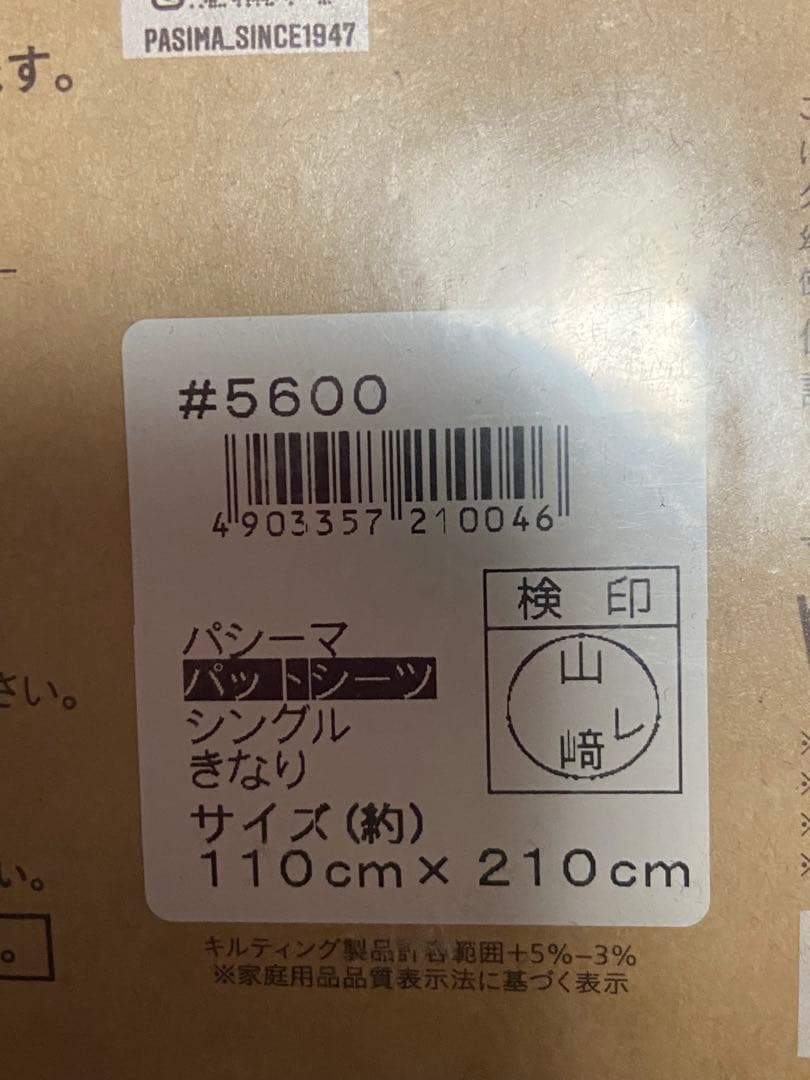 PASIMA_SINCE1947
す。
#5600
4903357210046
検 印
山
﨑
レ
パシーマ
パットシーツ
シングル
きなり
サイズ(約)
110cm×210cm
さい。
い。
。
キルティング製品許容範囲+5%-3%
※家庭用品品質表示法に基づく表示
※
※
※
※